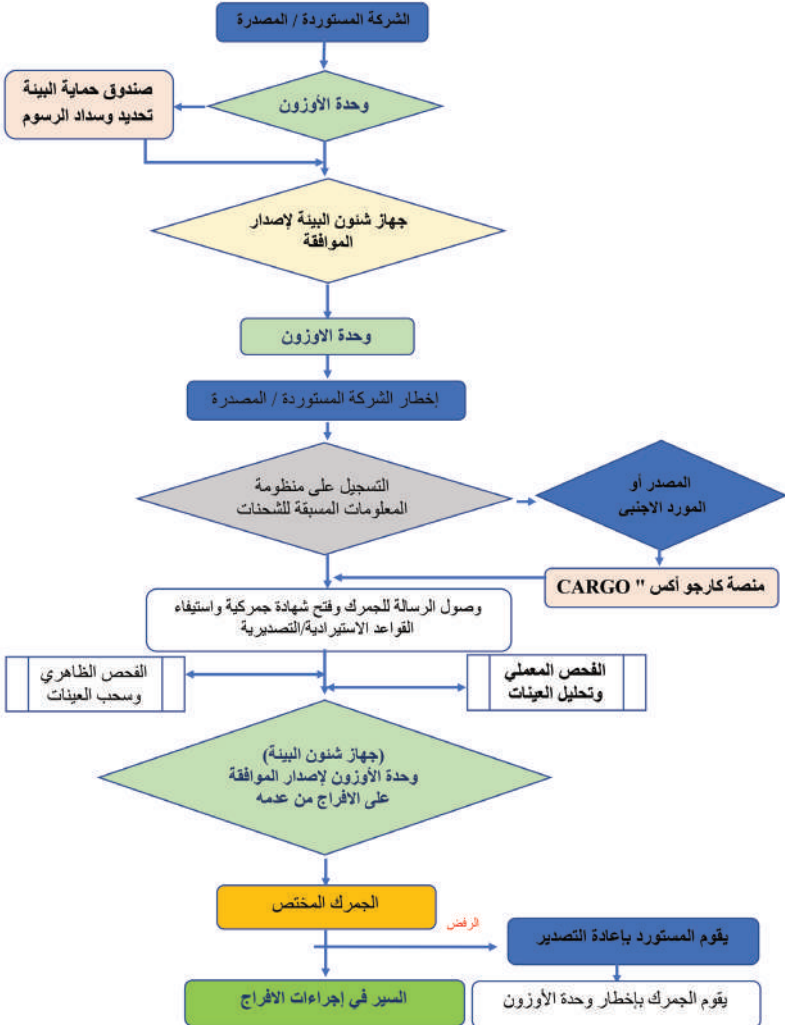 الشركة المستوردة / المصدرة
وحدة الأوزون
صندوق حماية البيئة
تحديد وسداد الرسوم
جهاز شئون البيئة لإصدار
الموافقة
وحدة الاوزون
إخطار الشركة المستوردة / المصدرة
التسجيل على منظومة
المعلومات المسبقة للشحنات
المصدر أو
المورد الاجنبى
منصة كارجو أكس " CARGO
وصول الرسالة للجمرك وفتح شهادة جمركية واستيفاء
القواعد الاستيرادية/التصديرية
الفحص المعملي
وتحليل العينات
الفحص الظاهري
وسحب العينات
(جهاز شئون البيئة)
وحدة الأوزون لإصدار الموافقة
على الافراج من عدمه
الجمرك المختص
الرفض
يقوم المستورد بإعادة التصدير
السير في إجراءات الافراج
يقوم الجمرك بإخطار وحدة الأوزون